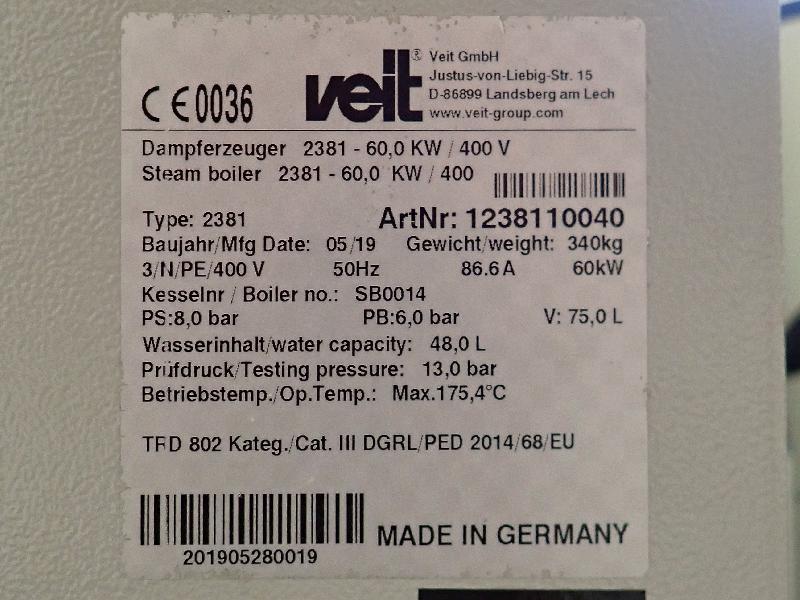 CE0036
veit®
Veit GmbH
Justus-von-Liebig-Str. 15
D-86899 Landsberg am Lech
www.veit-group.com
Dampferzeuger 2381 - 60,0 KW / 400 V
Steam boiler 2381 - 60,0 KW / 400
Type: 2381 ArtNr: 1238110040
Baujahr/Mfg Date: 05/19 Gewicht/weight: 340kg
3/N/PE/400 V 50Hz 86.6A 60kW
Kesselnr / Boiler no.: SB0014
PS:8,0 bar PB:6,0 bar V: 75,0 L
Wasserinhalt/water capacity: 48,0 L
Prüfdruck/Testing pressure: 13,0 bar
Betriebstemp./Op.Temp.: Max.175,4°C
TRD 802 Kateg./Cat. III DGRL/PED 2014/68/EU
201905280019
MADE IN GERMANY